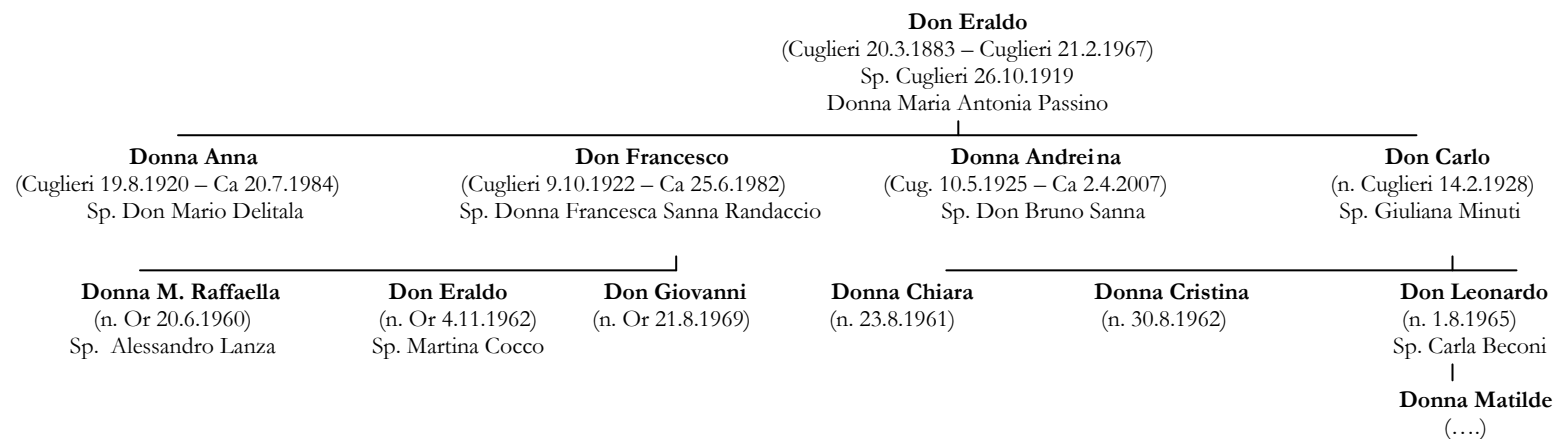 Don Eraldo
(Cuglieri 20.3.1883 – Cuglieri 21.2.1967)
Sp. Cuglieri 26.10.1919
Donna Maria Antonia Passino
Donna Anna
(Cuglieri 19.8.1920 – Ca 20.7.1984)
Sp. Don Mario Delitala
Don Francesco
(Cuglieri 9.10.1922 – Ca 25.6.1982)
Sp. Donna Francesca Sanna Randaccio
Donna Andreina
(Cug. 10.5.1925 – Ca 2.4.2007)
Sp. Don Bruno Sanna
Don Carlo
(n. Cuglieri 14.2.1928)
Sp. Giuliana Minuti
Donna M. Raffaella
(n. Or 20.6.1960)
Sp. Alessandro Lanza
Don Eraldo
(n. Or 4.11.1962)
Sp. Martina Cocco
Don Giovanni
(n. Or 21.8.1969)
Donna Chiara
(n. 23.8.1961)
Donna Cristina
(n. 30.8.1962)
Don Leonardo
(n. 1.8.1965)
Sp. Carla Beconi
Donna Matilde
(….)